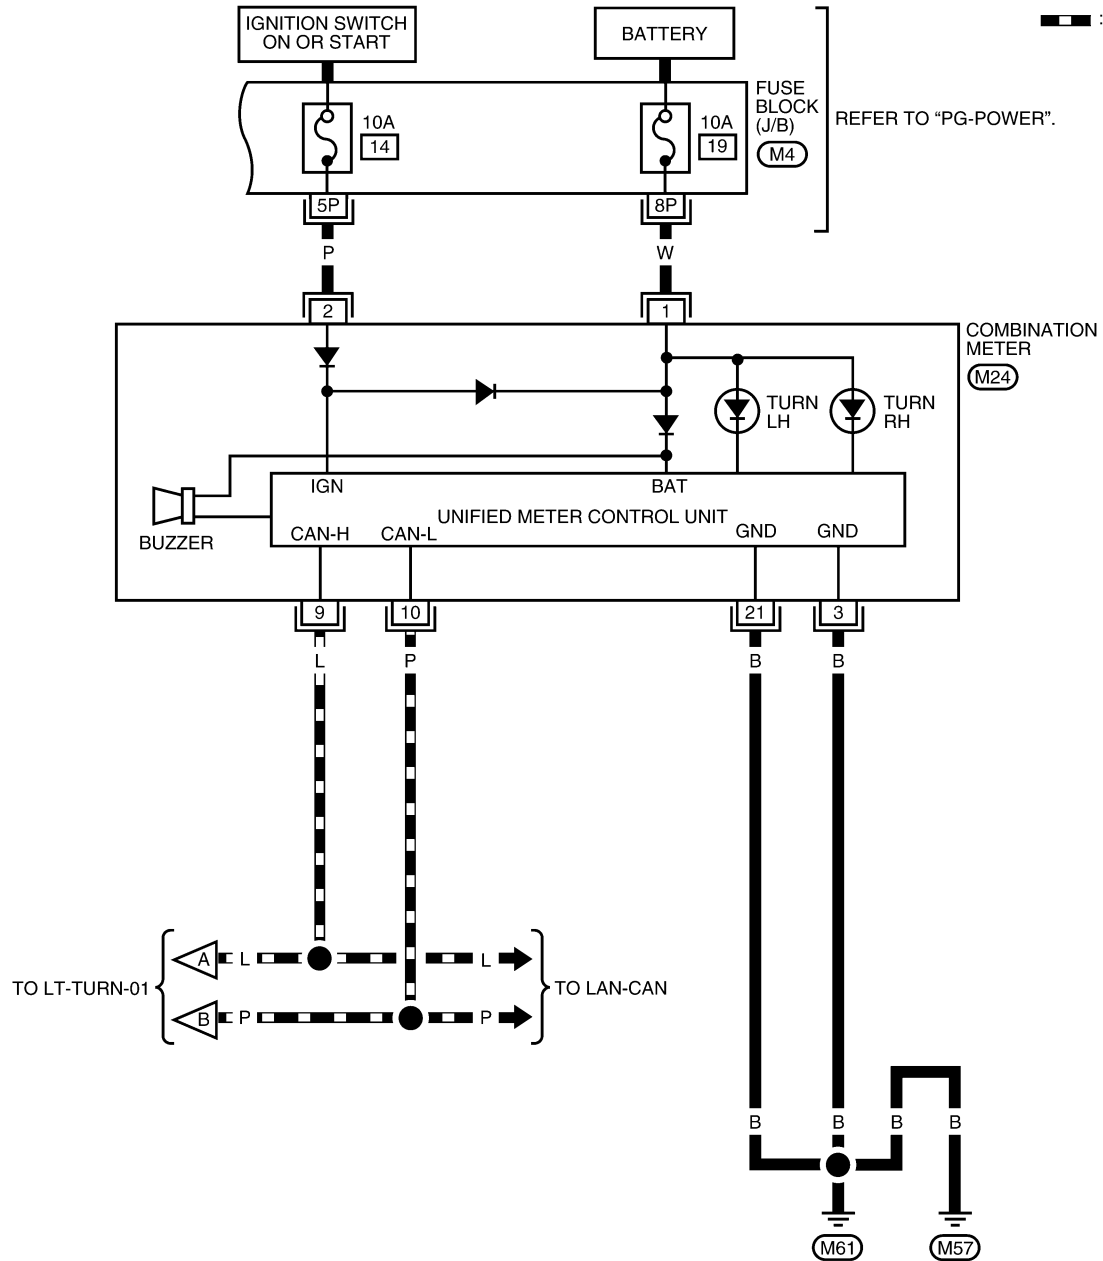 IGNITION SWITCH
ON OR START
BATTERY
:
FUSE
BLOCK
(J/B)
M4
REFER TO “PG-POWER”.
10A
14
10A
19
5P
8P
P
W
2
1
COMBINATION
METER
M24
TURN
LH
TURN
RH
IGN
BAT
UNIFIED METER CONTROL UNIT
BUZZER
CAN-H
CAN-L
GND
GND
9
10
21
3
L
P
B
B
A
L
L
TO LT-TURN-01
TO LAN-CAN
B
P
P
B
B
B
B
M61
M57